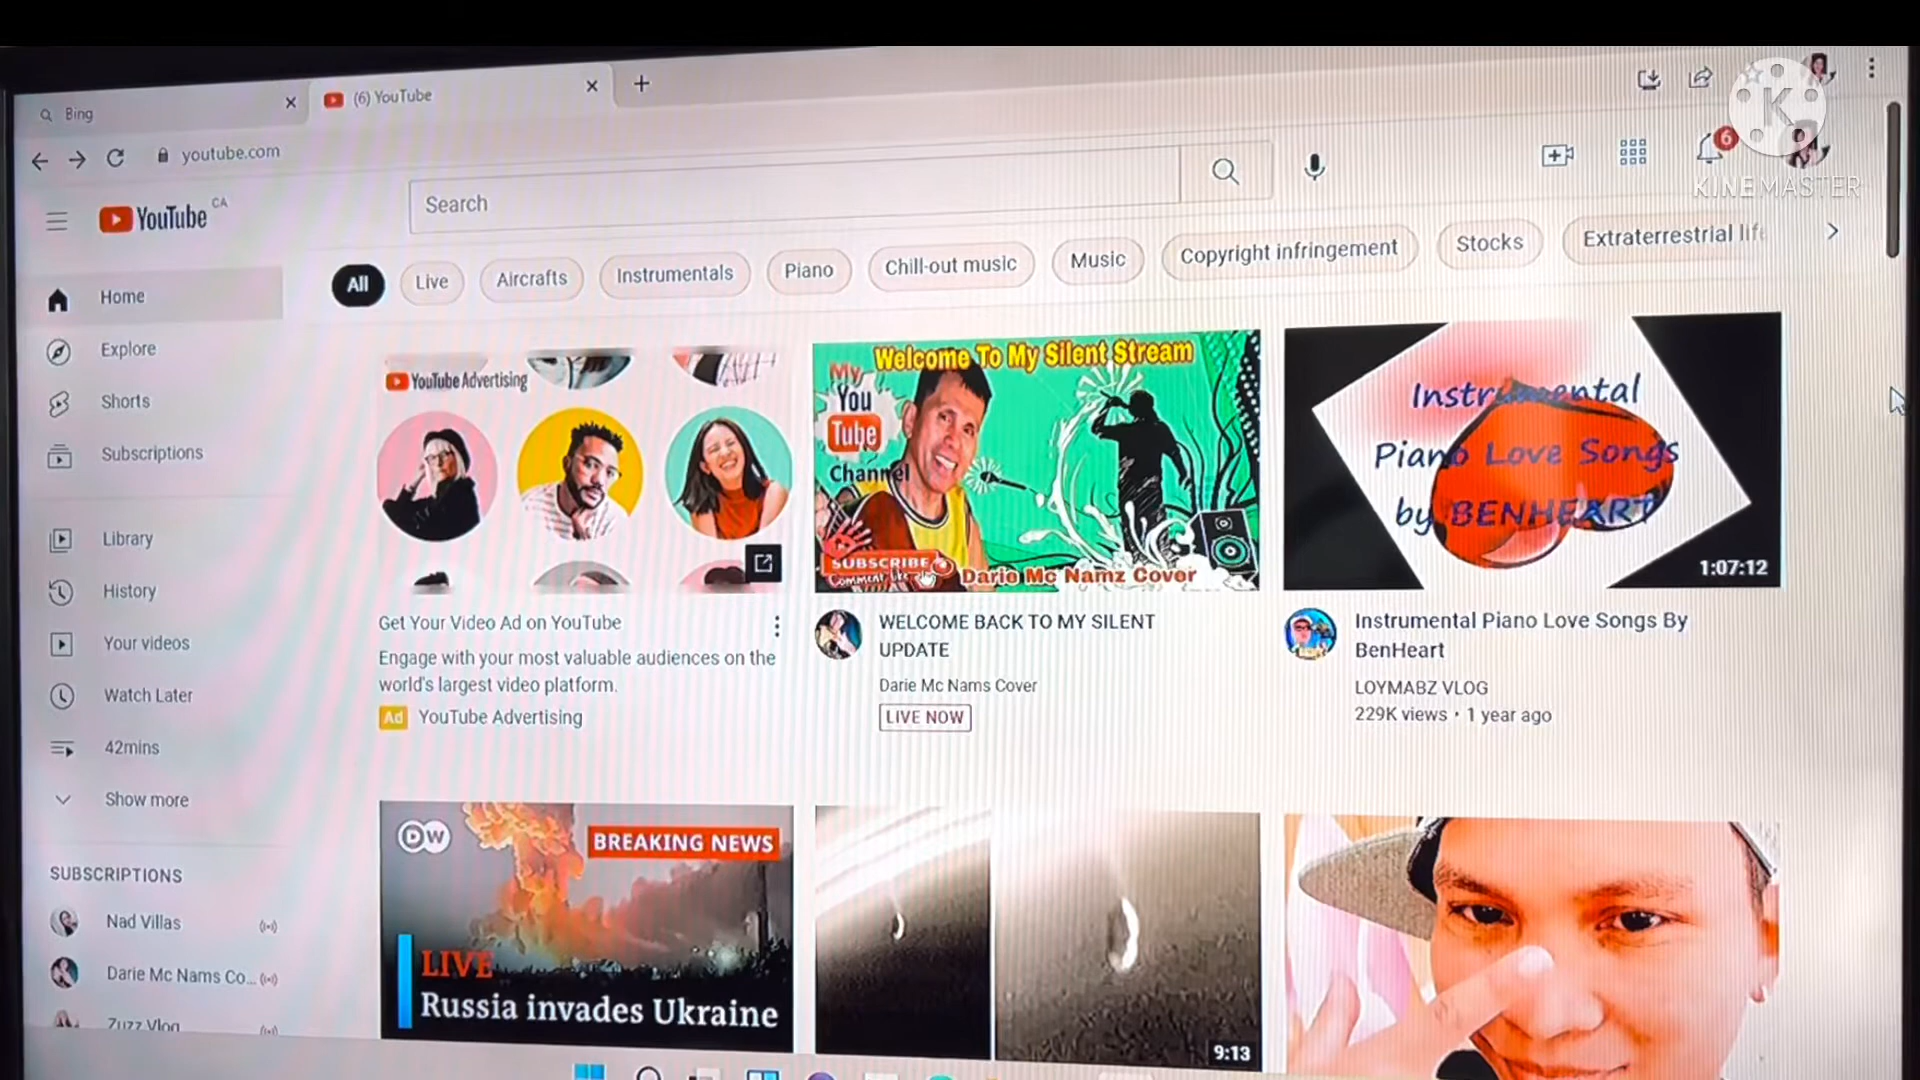 Bing
(6) YouTube
youtube.com
6
KINEMASTER
YouTube CA
Search
All
Live
Aircrafts
Instrumentals
Piano
Chill-out music
Music
Copyright infringement
Stocks
Extraterrestrial life
Home
Explore
Shorts
Subscriptions
Library
History
Your videos
Watch Later
42mins
Show more
SUBSCRIPTIONS
Nad Villas
Darie Mc Nams Co...
Zuzz Vlog
YouTube Advertising
Get Your Video Ad on YouTube
Engage with your most valuable audiences on the
world's largest video platform.
Ad YouTube Advertising
Welcome To My Silent Stream
My
You
Tube
Channel
SUBSCRIBE
Comment like
Darie Mc Namz Cover
WELCOME BACK TO MY SILENT
UPDATE
Darie Mc Nams Cover
LIVE NOW
Instrumental
Piano Love Songs
by BENHEART
1:07:12
Instrumental Piano Love Songs By
BenHeart
LOYMABZ VLOG
229K views • 1 year ago
DW
BREAKING NEWS
LIVE
Russia invades Ukraine
9:13